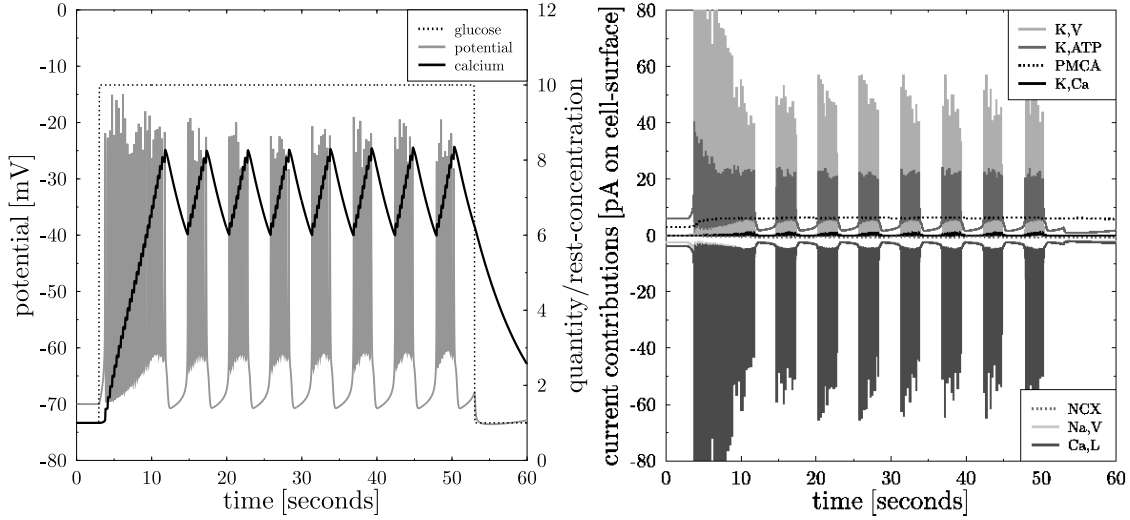 0
-10
-20
-30
-40
-50
-60
-70
-80
potential [mV]
12
10
8
6
4
2
0
quantity/rest-concentration
glucose
potential
calcium
0 10 20 30 40 50 60
time [seconds]
80
60
40
20
0
-20
-40
-60
80
current contributions [pA on cell-surface]
K,V
K,ATP
PMCA
K,Ca
NCX
Na,V
Ca,L
0 10 20 30 40 50 60
time [seconds]